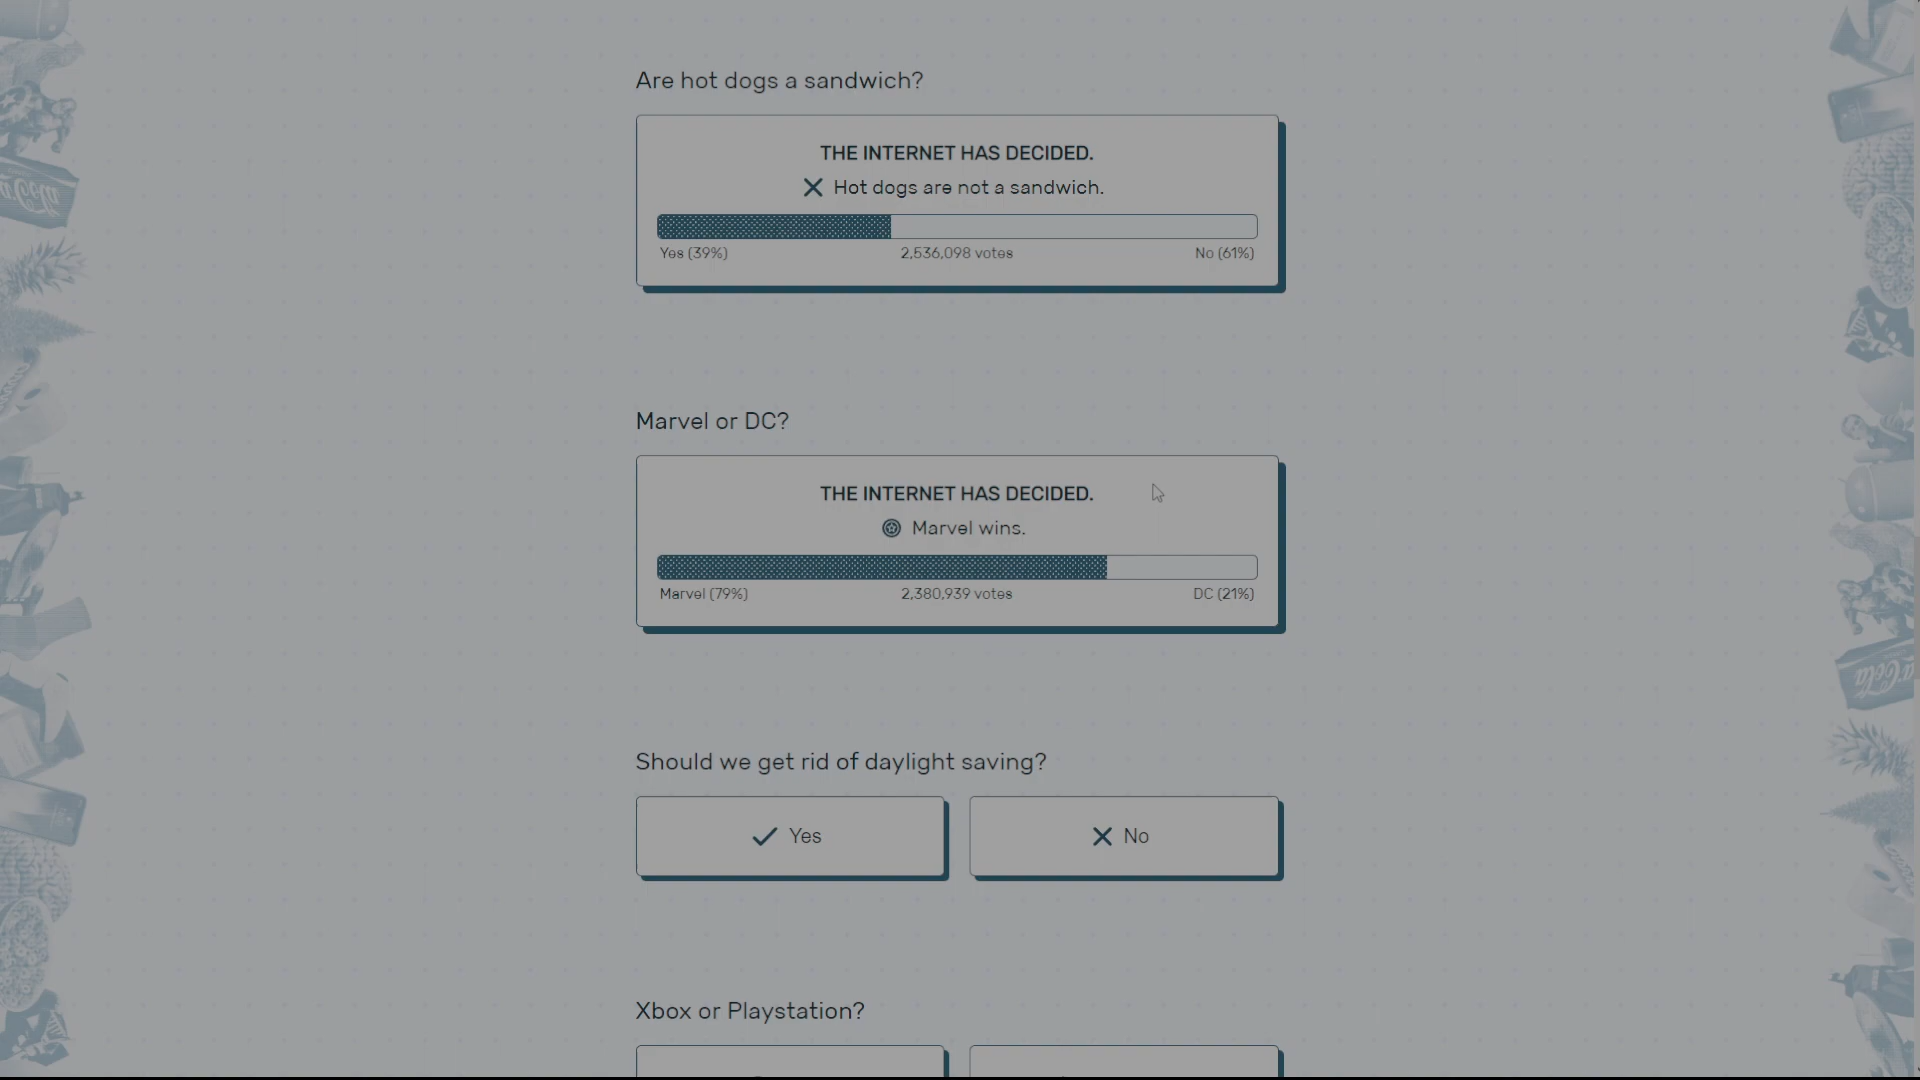 Are hot dogs a sandwich?
THE INTERNET HAS DECIDED.
Hot dogs are not a sandwich.
Yes (39%) 2,536,098 votes No (61%)
Marvel or DC?
THE INTERNET HAS DECIDED.
Marvel wins.
Marvel (79%) 2,380,939 votes DC (21%)
Should we get rid of daylight saving?
Yes No
Xbox or Playstation?